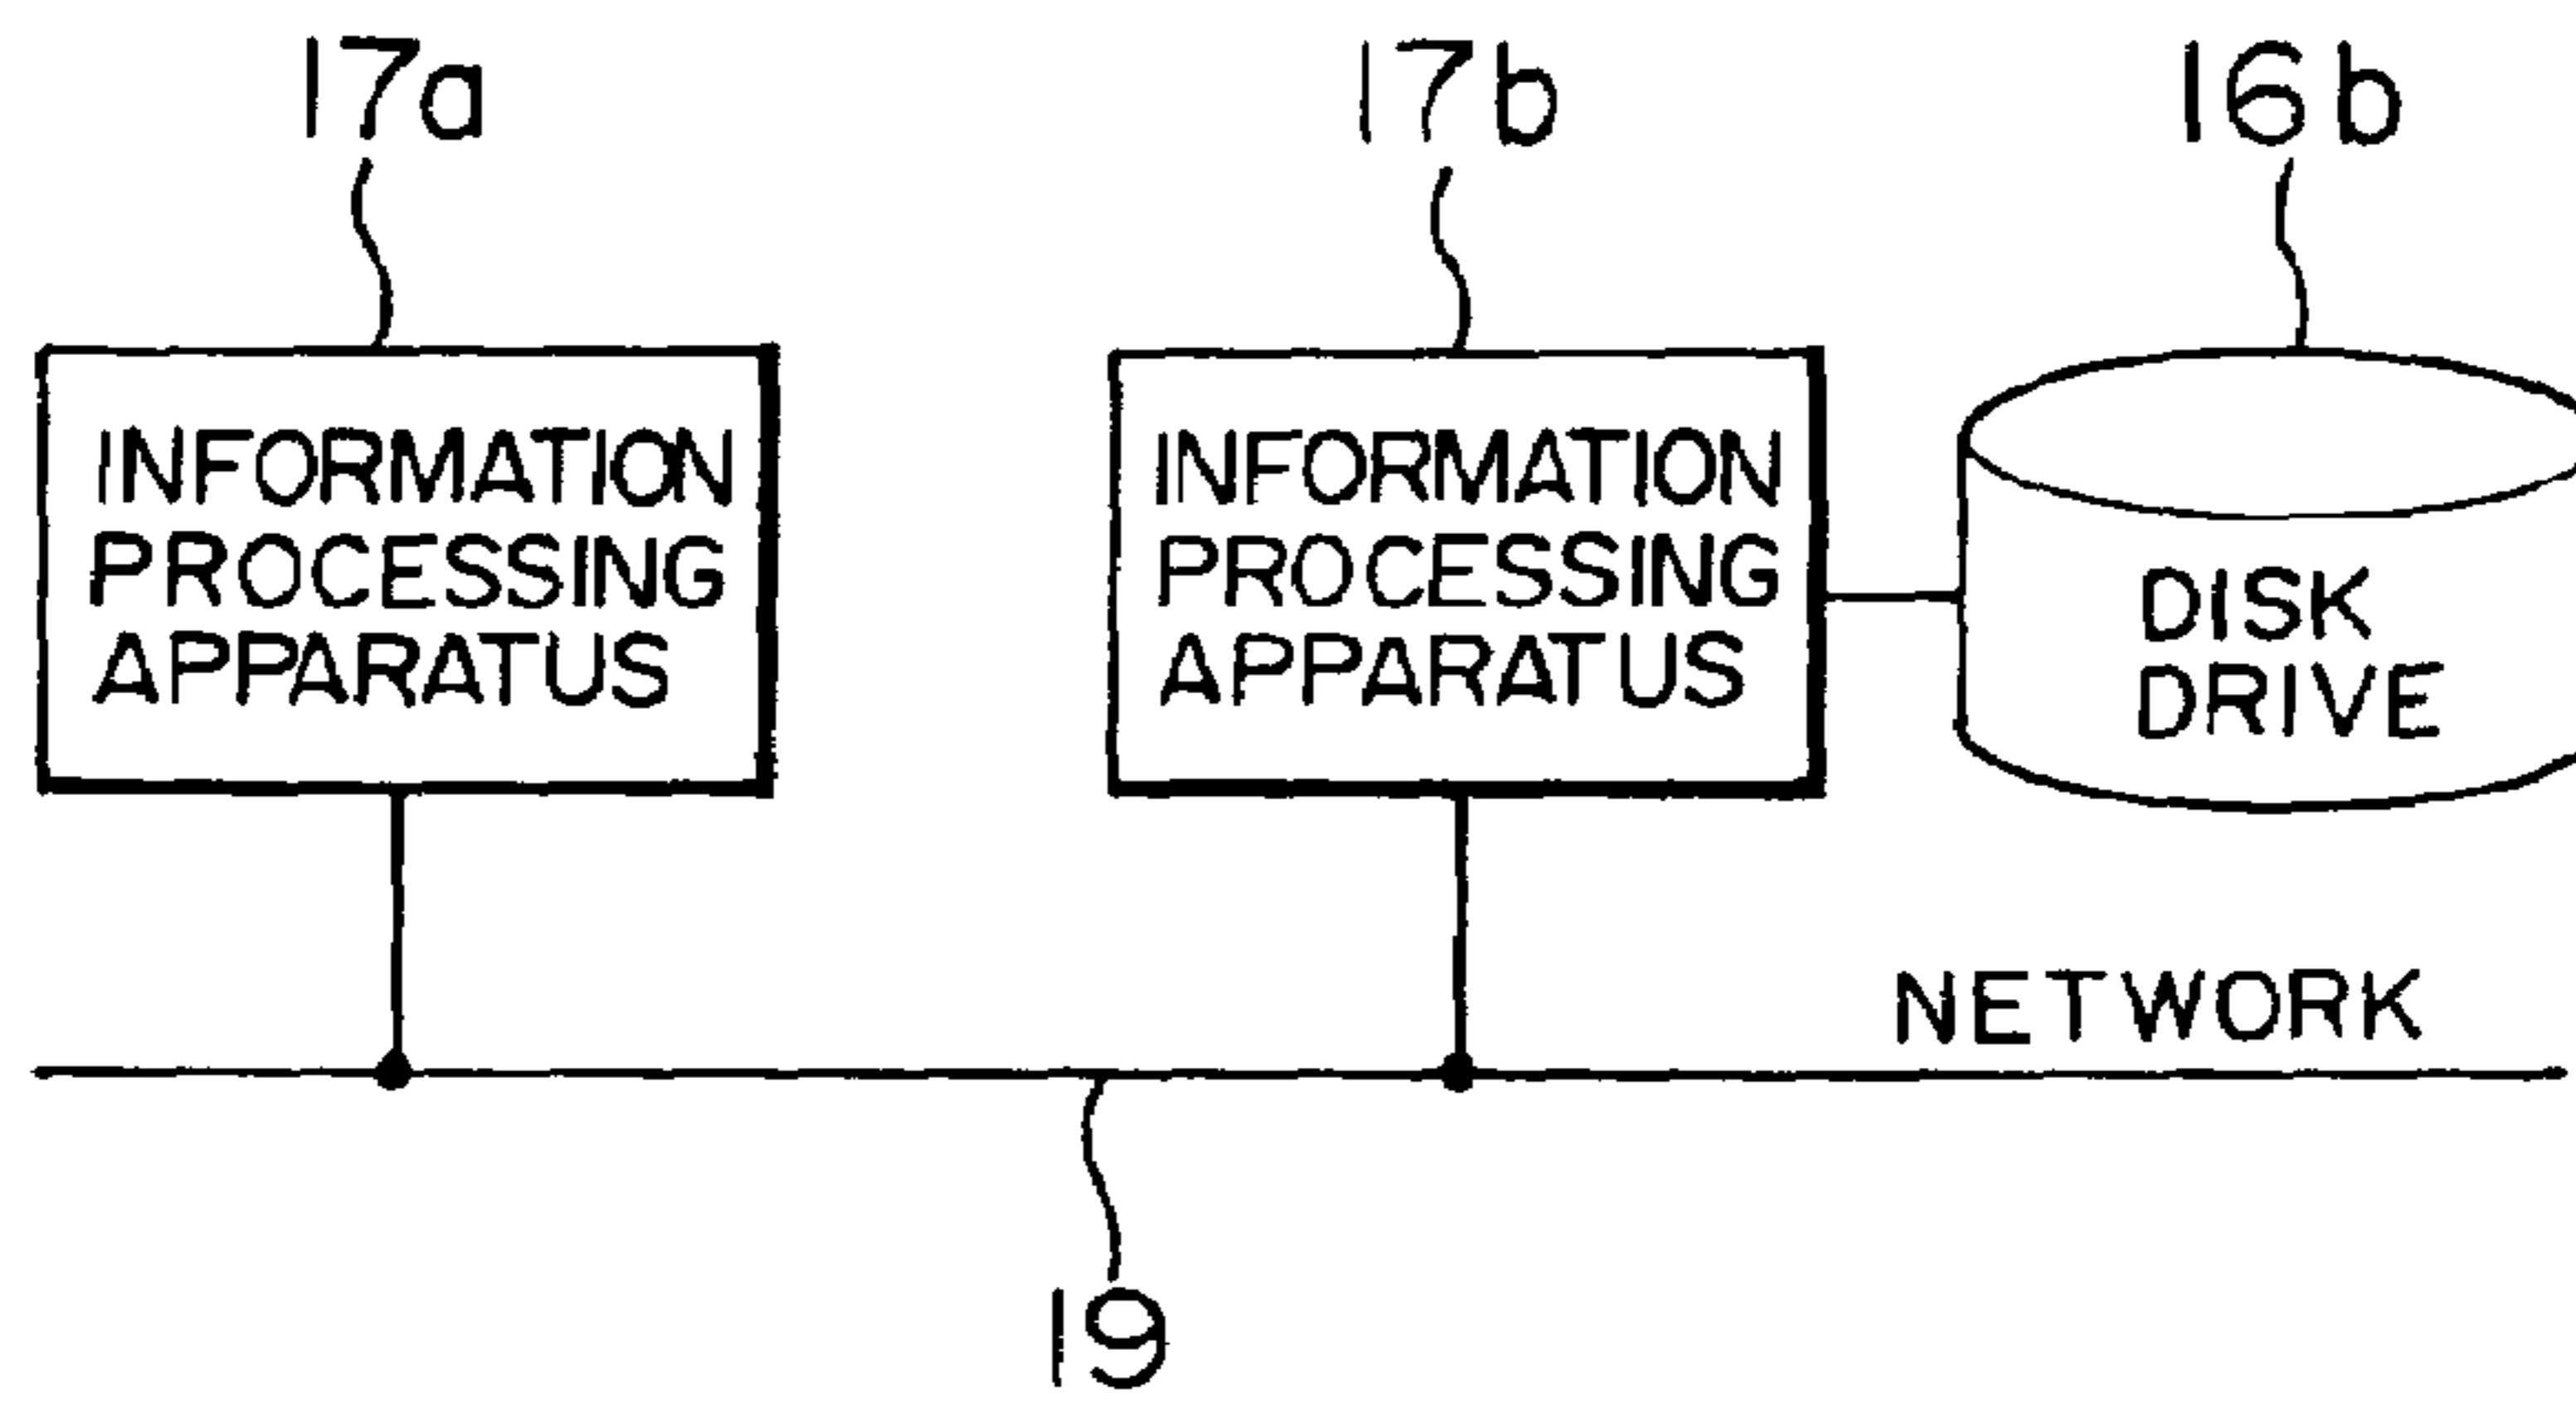 17a
17b
16b
INFORMATION
PROCESSING
APPARATUS
INFORMATION
PROCESSING
APPARATUS
DISK
DRIVE
NETWORK
19